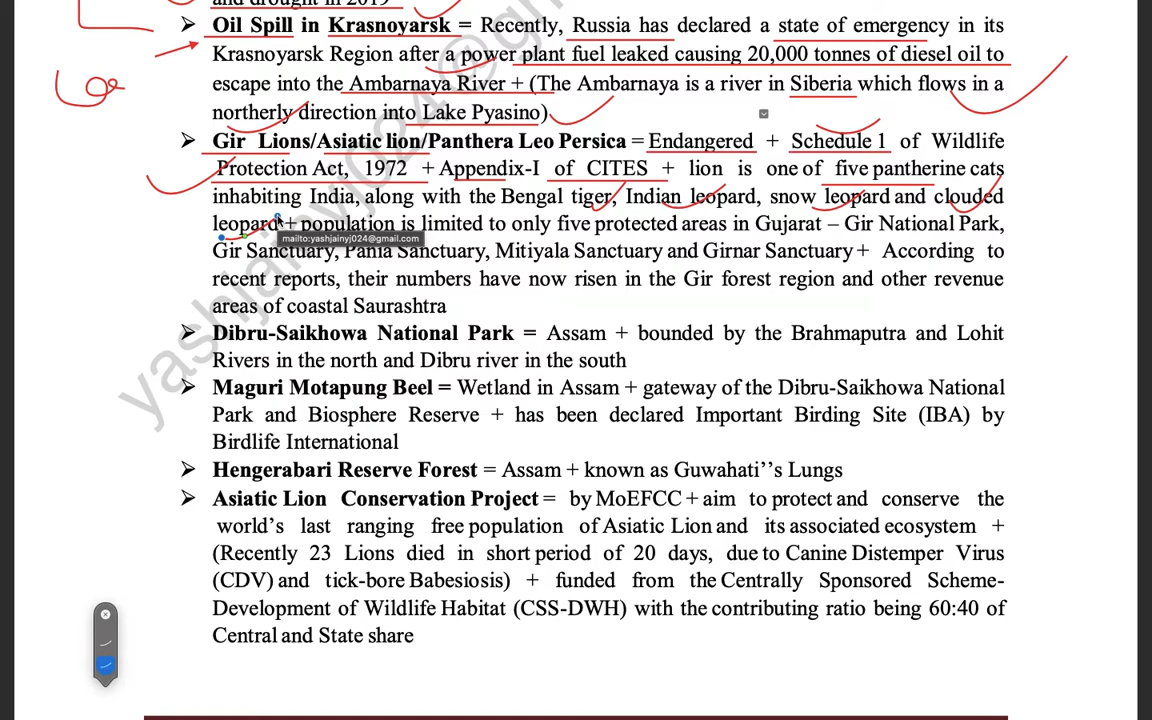 and drought in 2019
➢ Oil Spill in Krasnoyarsk = Recently, Russia has declared a state of emergency in its
Krasnoyarsk Region after a power plant fuel leaked causing 20,000 tonnes of diesel oil to
escape into the Ambarnaya River + (The Ambarnaya is a river in Siberia which flows in a
northerly direction into Lake Pyasino)
➢ Gir Lions/Asiatic lion/Panthera Leo Persica = Endangered + Schedule 1 of Wildlife
Protection Act, 1972 + Appendix-I of CITES + lion is one of five pantherine cats
inhabiting India, along with the Bengal tiger, Indian leopard, snow leopard and clouded
leopard + population is limited to only five protected areas in Gujarat – Gir National Park,
mailto:yashjainyj024@gmail.com
Gir Sanctuary, Pania Sanctuary, Mitiyala Sanctuary and Girnar Sanctuary + According to
recent reports, their numbers have now risen in the Gir forest region and other revenue
areas of coastal Saurashtra
➢ Dibru-Saikhowa National Park = Assam + bounded by the Brahmaputra and Lohit
Rivers in the north and Dibru river in the south
➢ Maguri Motapung Beel = Wetland in Assam + gateway of the Dibru-Saikhowa National
Park and Biosphere Reserve + has been declared Important Birding Site (IBA) by
Birdlife International
➢ Hengerabari Reserve Forest = Assam + known as Guwahati’’s Lungs
➢ Asiatic Lion Conservation Project = by MoEFCC + aim to protect and conserve the
world’s last ranging free population of Asiatic Lion and its associated ecosystem +
(Recently 23 Lions died in short period of 20 days, due to Canine Distemper Virus
(CDV) and tick-bore Babesiosis) + funded from the Centrally Sponsored Scheme-
Development of Wildlife Habitat (CSS-DWH) with the contributing ratio being 60:40 of
Central and State share
yashjainyj024@g